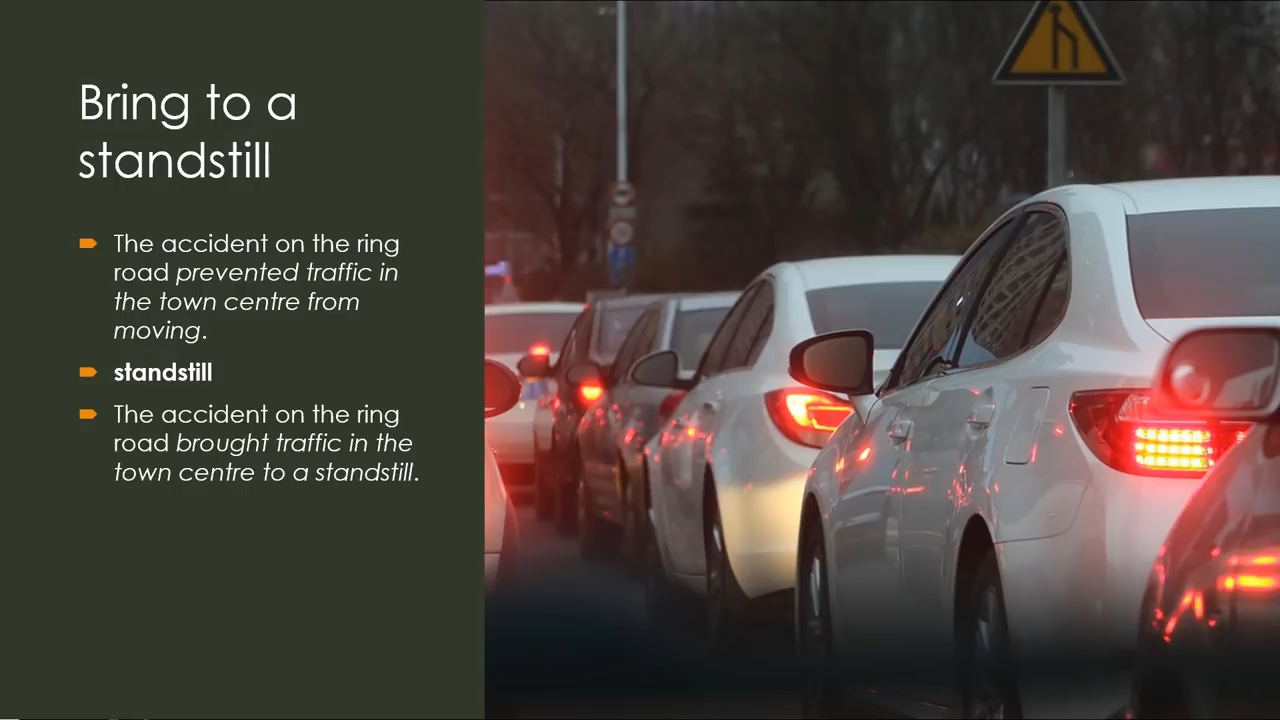 Bring to a
standstill
The accident on the ring
road prevented traffic in
the town centre from
moving.
standstill
The accident on the ring
road brought traffic in the
town centre to a standstill.